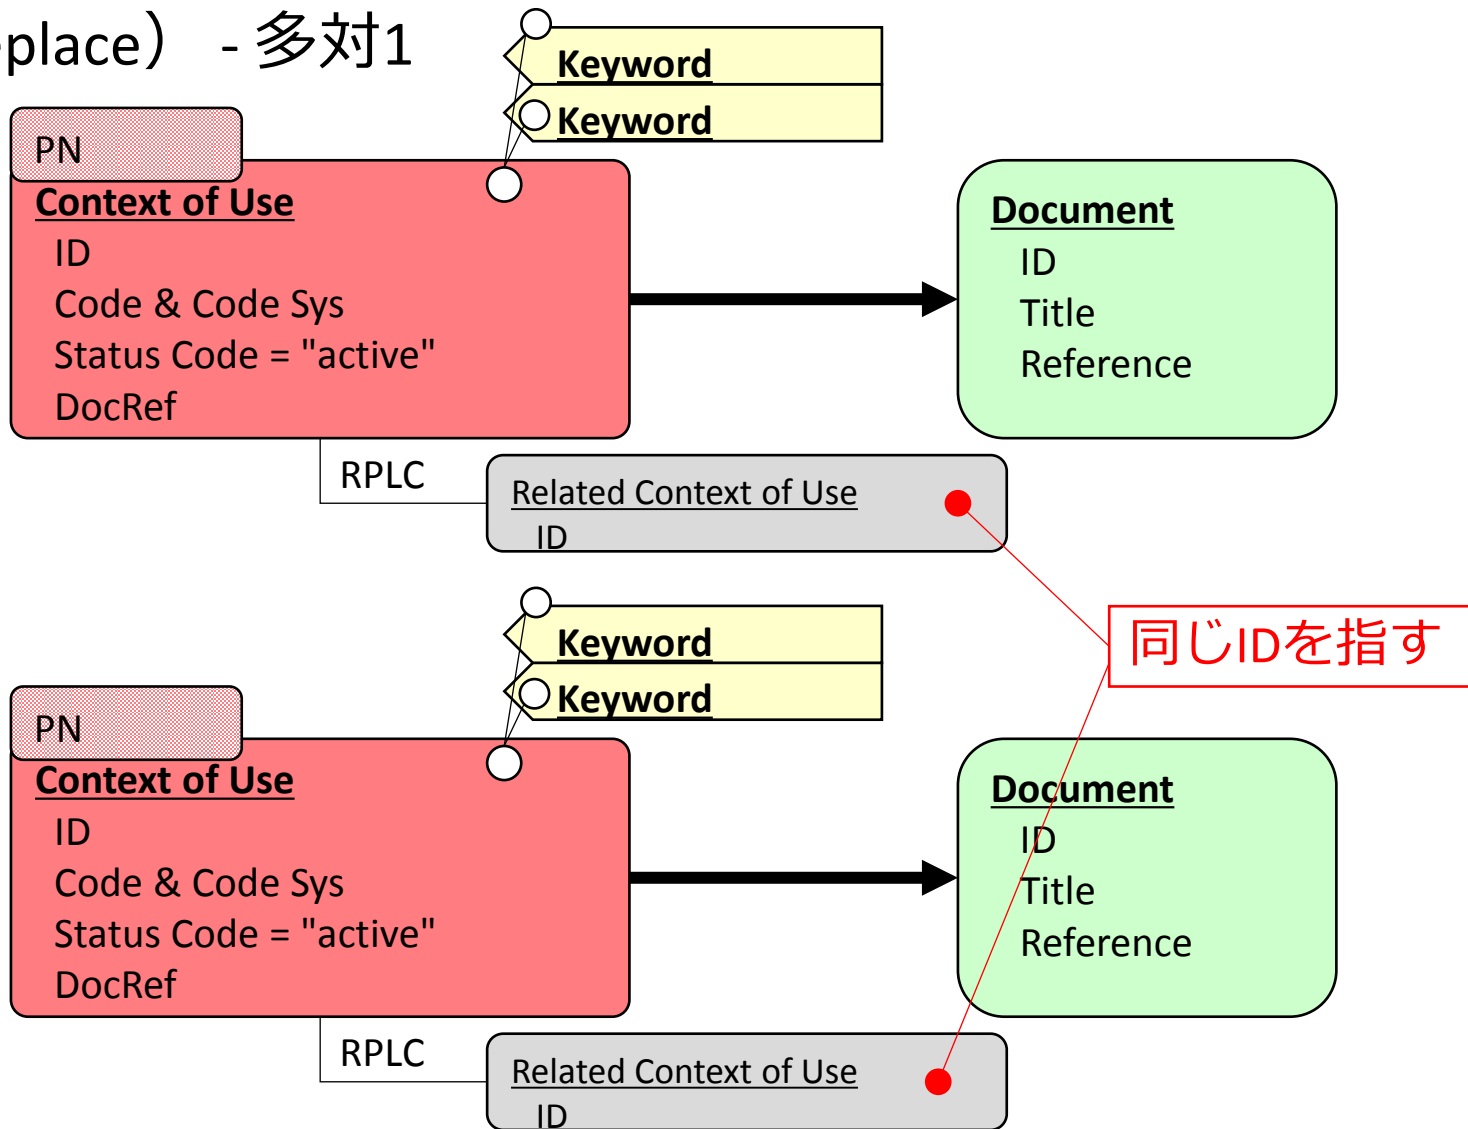 place） - 多対1
Keyword
Keyword
PN
Context of Use
ID
Code & Code Sys
Status Code = "active"
DocRef
Document
ID
Title
Reference
RPLC
Related Context of Use
ID
同じIDを指す
Keyword
Keyword
PN
Context of Use
ID
Code & Code Sys
Status Code = "active"
DocRef
Document
ID
Title
Reference
RPLC
Related Context of Use
ID